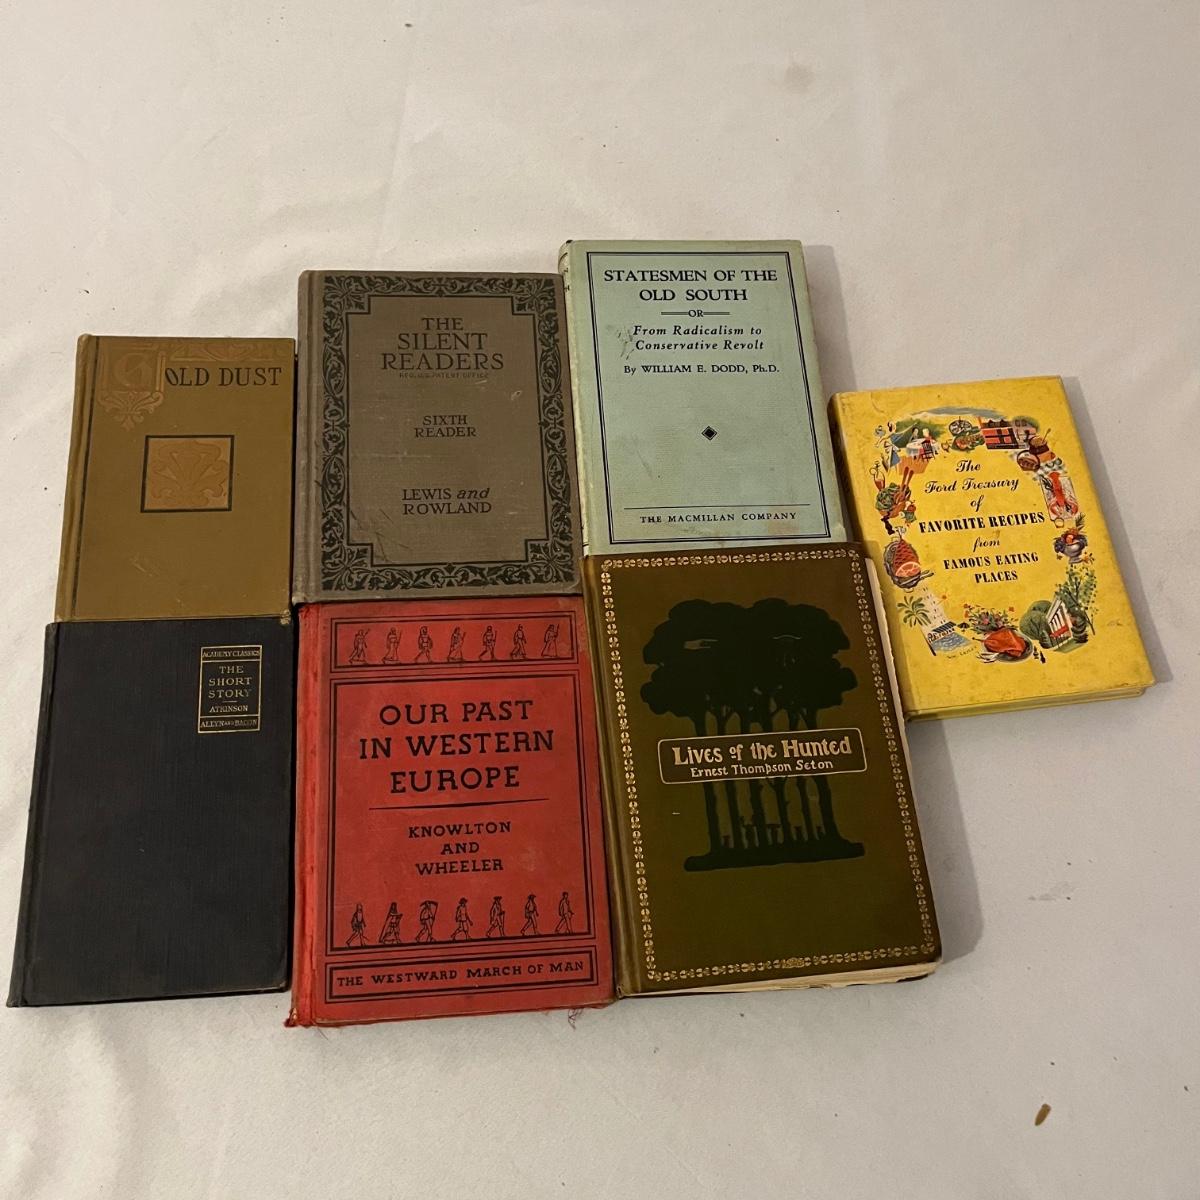 GOLD DUST
THE
SILENT
READERS
REG. U.S. PATENT OFFICE
SIXTH
READER
LEWIS and
ROWLAND
STATESMEN OF THE
OLD SOUTH
OR
From Radicalism to
Conservative Revolt
By WILLIAM E. DODD, Ph.D.
THE MACMILLAN COMPANY
The
Ford Treasury
of
FAVORITE RECIPES
from
FAMOUS EATING
PLACES
ACADEMY CLASSICS
THE
SHORT
STORY
ATKINSON
ALLYN AND BACON
OUR PAST
IN WESTERN
EUROPE
KNOWLTON
AND
WHEELER
THE WESTWARD MARCH OF MAN
Lives of the Hunted
Ernest Thompson Seton